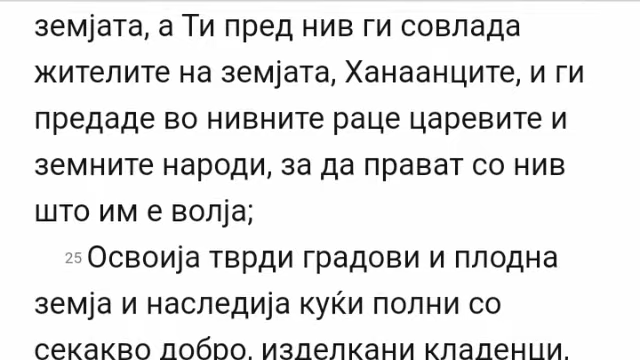 земјата, а Ти пред нив ги совлада
жителите на земјата, Ханаанците, и ги
предаде во нивните раце царевите и
земните народи, за да прават со нив
што им е волја;
25 Освоија тврди градови и плодна
земја и наследија куќи полни со
секакво добро, изделкани кладенци,